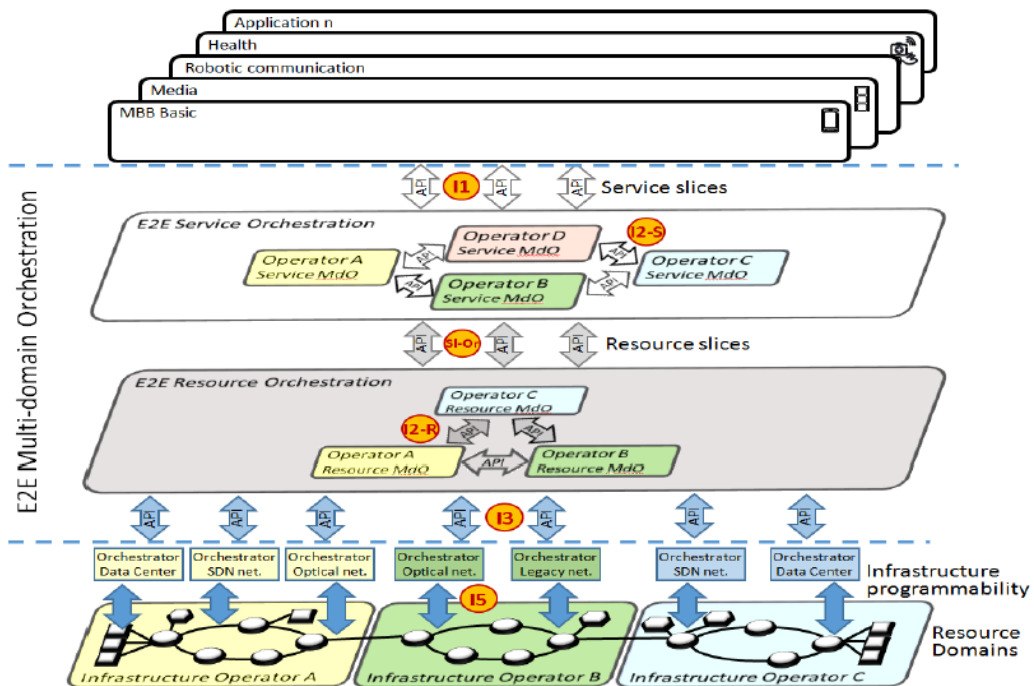 Application n
Health
Robotic communication
Media
MBB Basic
E2E Multi-domain Orchestration
API
I1
API
API
Service slices
E2E Service Orchestration
Operator D
Service MdO
I2-S
Operator A
Service MdO
API
API
Operator C
Service MdO
API
Operator B
Service MdO
API
API
SI-Or
API
API
Resource slices
E2E Resource Orchestration
Operator C
Resource MdO
I2-R
API
API
Operator A
Resource MdO
API
Operator B
Resource MdO
API
API
API
API
I3
API
API
API
Orchestrator
Data Center
Orchestrator
SDN net.
Orchestrator
Optical net.
Orchestrator
Optical net.
Orchestrator
Legacy net.
Orchestrator
SDN net.
Orchestrator
Data Center
Infrastructure
programmability
I5
Resource
Domains
Infrastructure Operator A
Infrastructure Operator B
Infrastructure Operator C